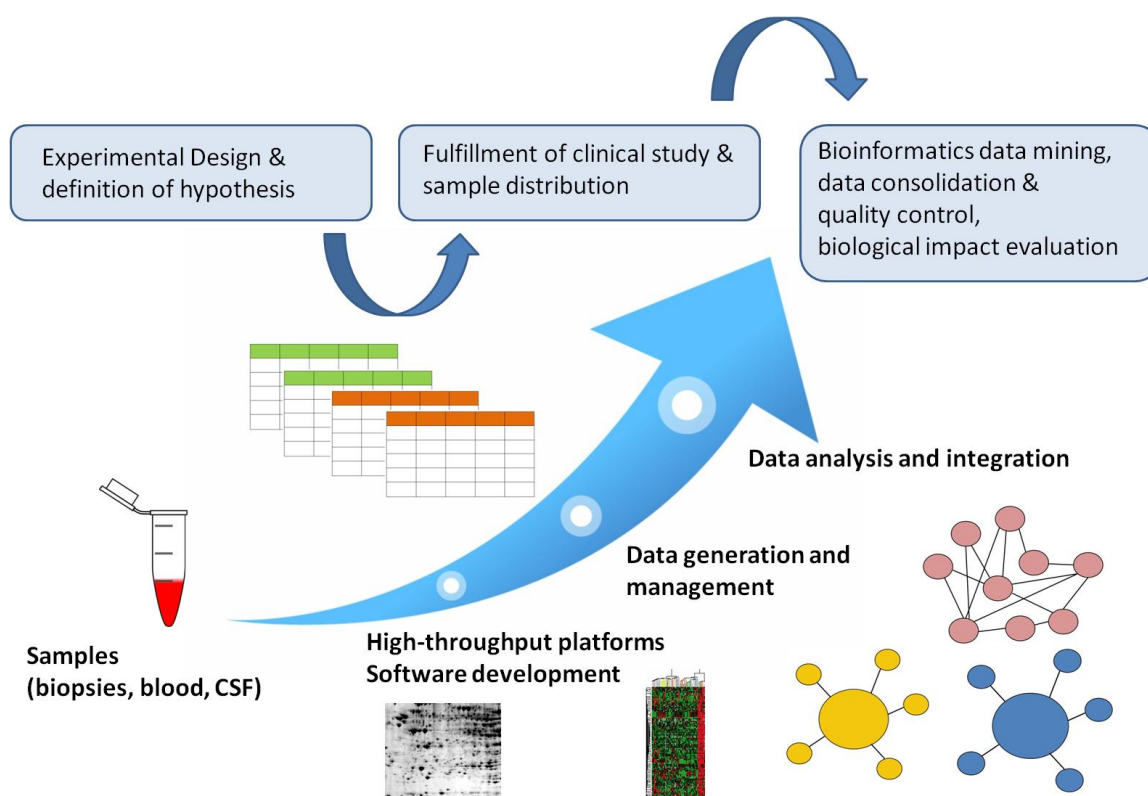 Experimental Design &
definition of hypothesis
Fulfillment of clinical study &
sample distribution
Bioinformatics data mining,
data consolidation &
quality control,
biological impact evaluation
Data analysis and integration
Data generation and
management
High-throughput platforms
Software development
Samples
(biopsies, blood, CSF)